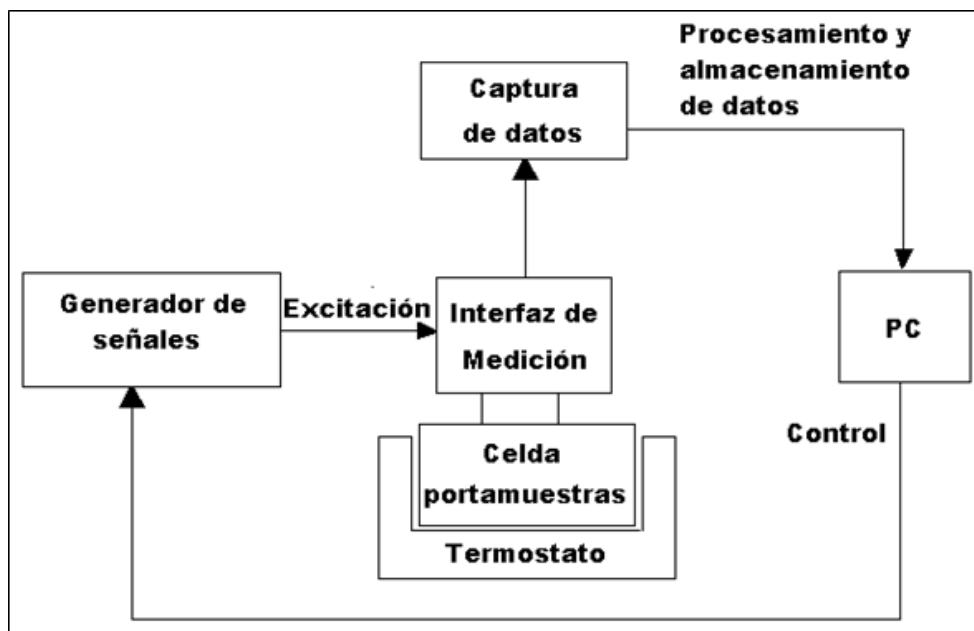 Procesamiento y
almacenamiento
de datos
Captura
de datos
Generador de
señales
Excitación
Interfaz de
Medición
PC
Control
Celda
portamuestras
Termostato